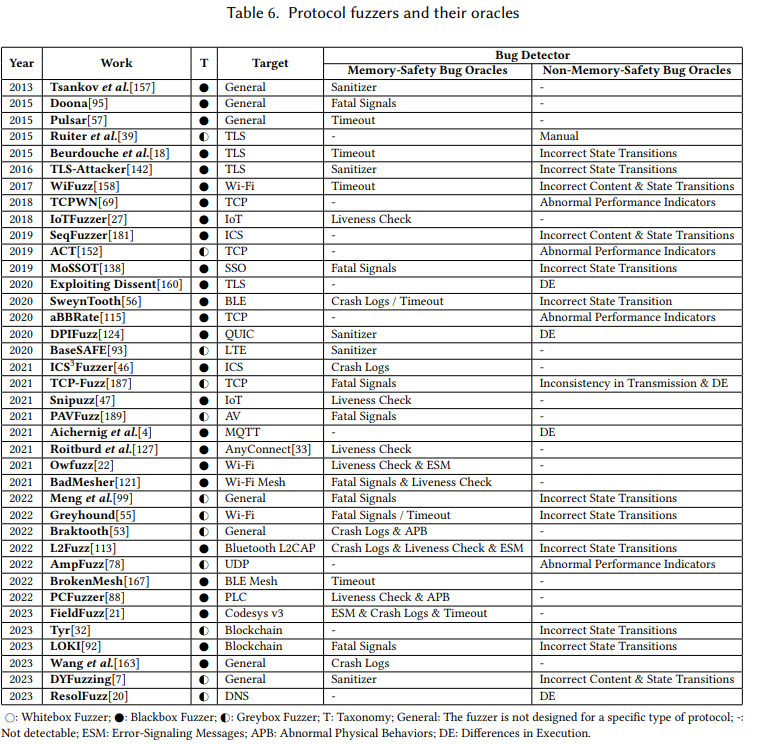 Table 6. Protocol fuzzers and their oracles
Year Work T Target Bug Detector
Memory-Safety Bug Oracles Non-Memory-Safety Bug Oracles
2013 Tsankov et al.[157] ● General Sanitizer -
2015 Doona[95] ● General Fatal Signals -
2015 Pulsar[57] ● General Timeout -
2015 Ruiter et al.[39] ◐ TLS - Manual
2015 Beurdouche et al.[18] ● TLS Timeout Incorrect State Transitions
2016 TLS-Attacker[142] ● TLS Sanitizer Incorrect State Transitions
2017 WiFuzz[158] ● Wi-Fi Timeout Incorrect Content & State Transitions
2018 TCPWN[69] ● TCP - Abnormal Performance Indicators
2018 IoTFuzzer[27] ● IoT Liveness Check -
2019 SeqFuzzer[181] ● ICS - Incorrect Content & State Transitions
2019 ACT[152] ◐ TCP - Abnormal Performance Indicators
2019 MoSSOT[138] ● SSO Fatal Signals Incorrect State Transitions
2020 Exploiting Dissent[160] ● TLS - DE
2020 SweynTooth[56] ● BLE Crash Logs / Timeout Incorrect State Transition
2020 aBBRate[115] ● TCP - Abnormal Performance Indicators
2020 DPIFuzz[124] ● QUIC Sanitizer DE
2020 BaseSAFE[93] ◐ LTE Sanitizer -
2021 ICS³Fuzzer[46] ● ICS Crash Logs -
2021 TCP-Fuzz[187] ◐ TCP Fatal Signals Inconsistency in Transmission & DE
2021 Snipuzz[47] ● IoT Liveness Check -
2021 PAVFuzz[189] ◐ AV Fatal Signals -
2021 Aichernig et al.[4] ● MQTT - DE
2021 Roitburd et al.[127] ● AnyConnect[33] Liveness Check -
2021 Owfuzz[22] ● Wi-Fi Liveness Check & ESM -
2021 BadMesher[121] ● Wi-Fi Mesh Fatal Signals & Liveness Check -
2022 Meng et al.[99] ◐ General Fatal Signals Incorrect State Transitions
2022 Greyhound[55] ◐ Wi-Fi Fatal Signals / Timeout Incorrect State Transitions
2022 Braktooth[53] ◐ General Crash Logs & APB -
2022 L2Fuzz[113] ● Bluetooth L2CAP Crash Logs & Liveness Check & ESM Incorrect State Transitions
2022 AmpFuzz[78] ◐ UDP - Abnormal Performance Indicators
2022 BrokenMesh[167] ● BLE Mesh Timeout -
2022 PCFuzzer[88] ● PLC Liveness Check & APB -
2023 FieldFuzz[21] ● Codesys v3 ESM & Crash Logs & Timeout -
2023 Tyr[32] ◐ Blockchain - Incorrect State Transitions
2023 LOKI[92] ● Blockchain Fatal Signals Incorrect State Transitions
2023 Wang et al.[163] ● General Crash Logs -
2023 DYFuzzing[7] ◐ General Sanitizer Incorrect Content & State Transitions
2023 ResolFuzz[20] ◐ DNS - DE
○: Whitebox Fuzzer; ●: Blackbox Fuzzer; ◐: Greybox Fuzzer; T: Taxonomy; General: The fuzzer is not designed for a specific type of protocol; -:
Not detectable; ESM: Error-Signaling Messages; APB: Abnormal Physical Behaviors; DE: Differences in Execution.